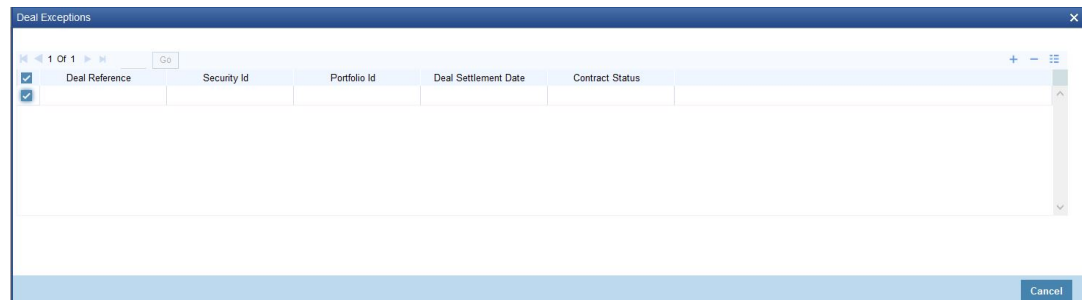 Deal Exceptions
1 Of 1 Go
Deal Reference Security Id Portfolio Id Deal Settlement Date Contract Status
Cancel